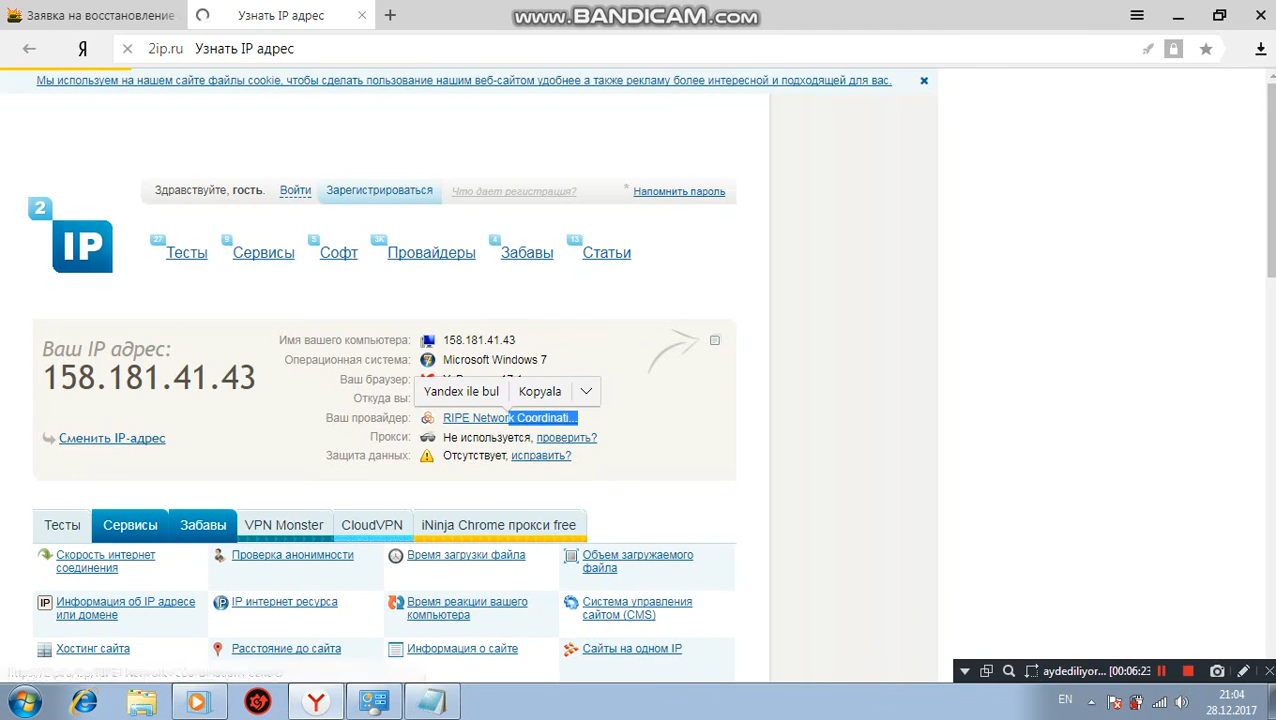 www.BANDICAM.com
Заявка на восстановление
Узнать IP адрес
Я
2ip.ru Узнать IP адрес
Мы используем на нашем сайте файлы cookie, чтобы сделать пользование нашим веб-сайтом удобнее а также рекламу более интересной и подходящей для вас.
Здравствуйте, гость. Войти Зарегистрироваться Что дает регистрация? * Напомнить пароль
2
IP
27 9 5 3K 4 13
Тесты Сервисы Софт Провайдеры Забавы Статьи
Ваш IP адрес:
158.181.41.43
Сменить IP-адрес
Имя вашего компьютера: 158.181.41.43
Операционная система: Microsoft Windows 7
Ваш браузер:
Откуда вы:
Yandex ile bul Kopyala
Ваш провайдер: RIPE Network Coordinati...
Прокси: Не используется, проверить?
Защита данных: Отсутствует, исправить?
Тесты Сервисы Забавы VPN Monster CloudVPN iNinja Chrome прокси free
Скорость интернет соединения
Проверка анонимности
Время загрузки файла
Объем загружаемого файла
Информация об IP адресе или домене
IP интернет ресурса
Время реакции вашего компьютера
Система управления сайтом (CMS)
Хостинг сайта
Расстояние до сайта
Информация о сайте
Сайты на одном IP
aydediliyor... [00:06:23
EN
21:04
28.12.2017